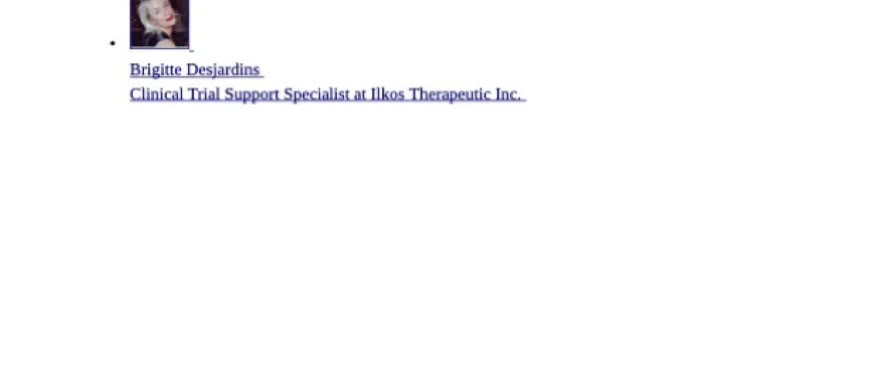 Brigitte Desjardins
Clinical Trial Support Specialist at Ilkos Therapeutic Inc.